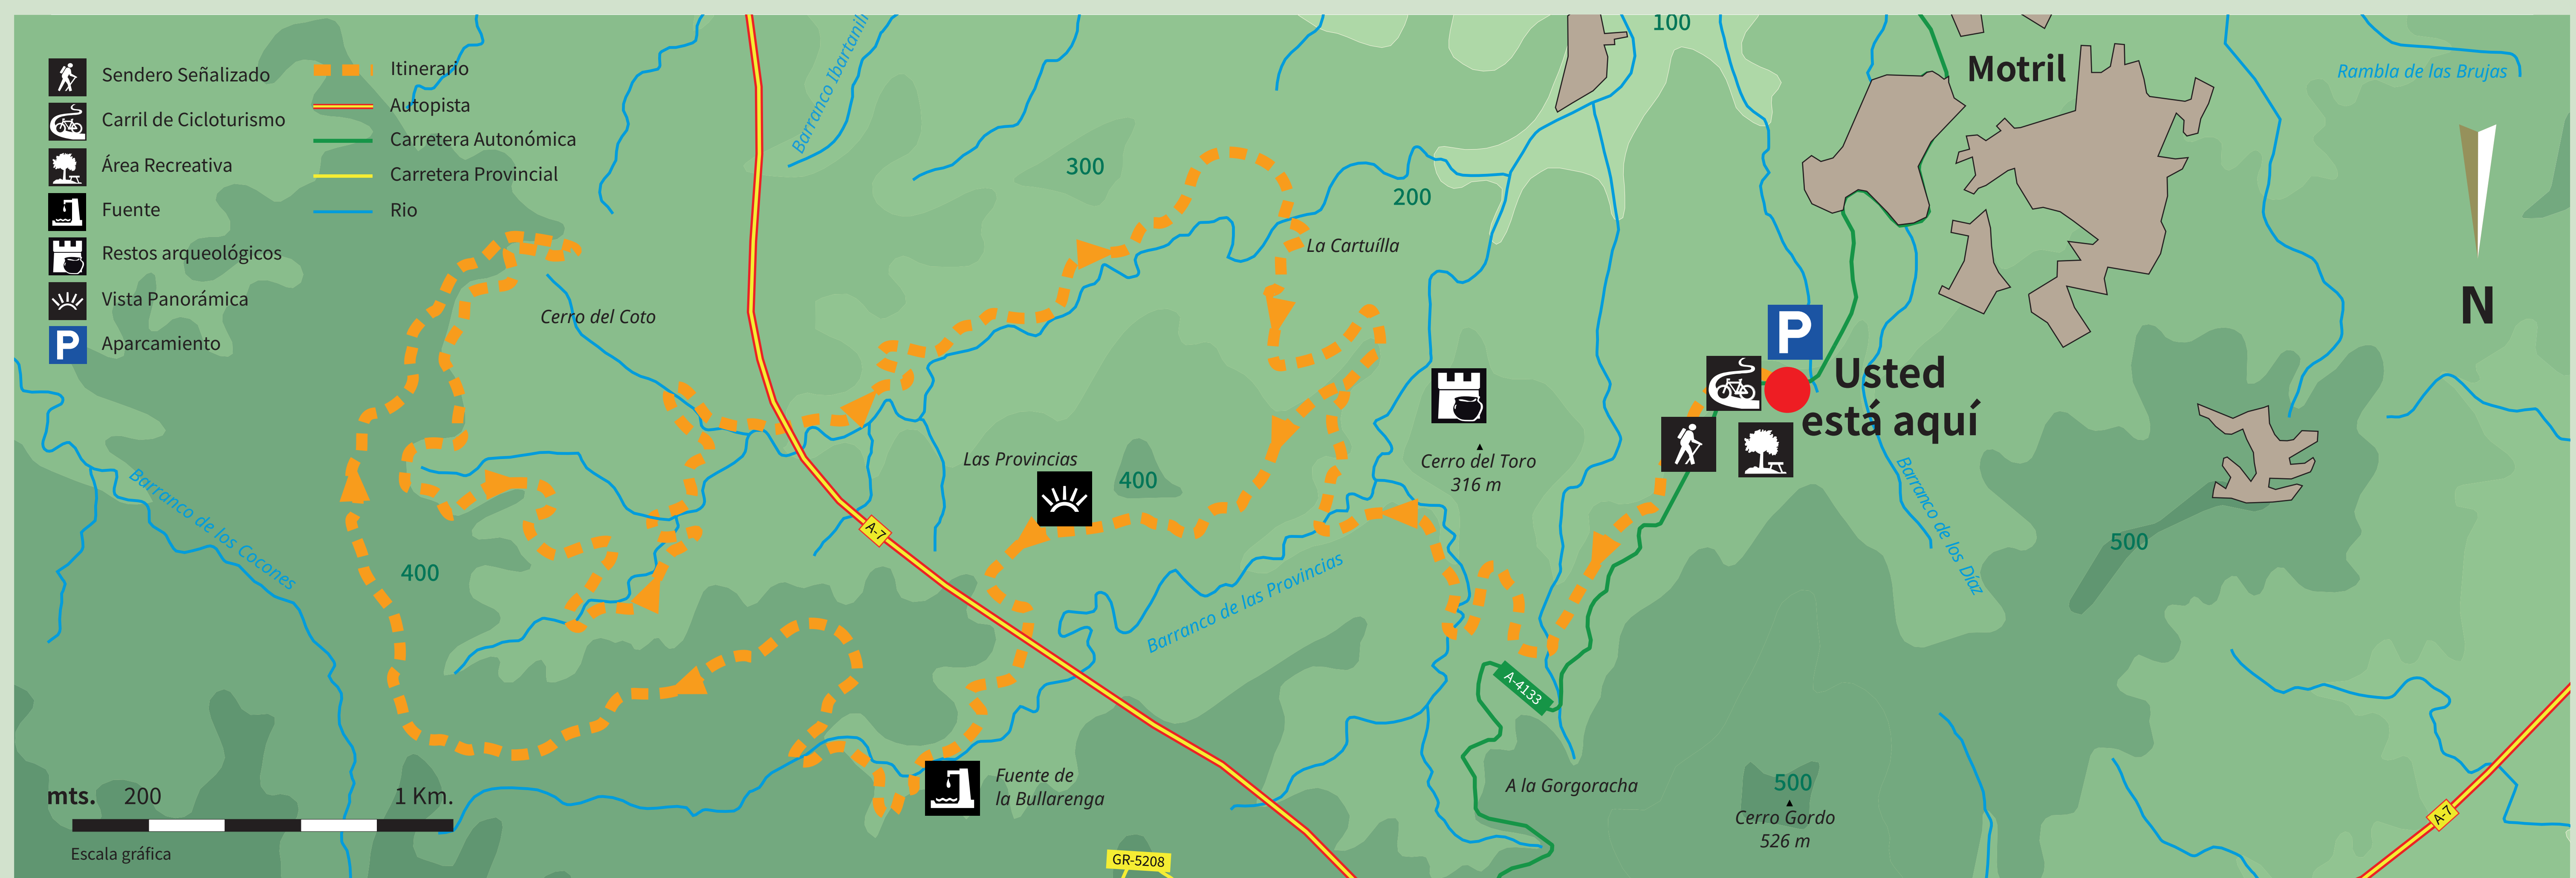 Sendero Señalizado
Carril de Cicloturismo
Área Recreativa
Fuente
Restos arqueológicos
Vista Panorámica
P
Aparcamiento
Itinerario
Autopista
Carretera Autonómica
Carretera Provincial
Rio
Barranco Ibartanillo
300
100
200
Motril
Rambla de las Brujas
N
La Cartuílla
Cerro del Coto
P
Usted
está aquí
Las Provincias
400
Cerro del Toro
316 m
A-7
Barranco de los Cocones
400
Barranco de las Provincias
Barranco de los Díaz
500
A-4133
A la Gorgoracha
500
Cerro Gordo
526 m
Fuente de
la Bullarenga
A-7
GR-5208
mts. 200 1 Km.
Escala gráfica